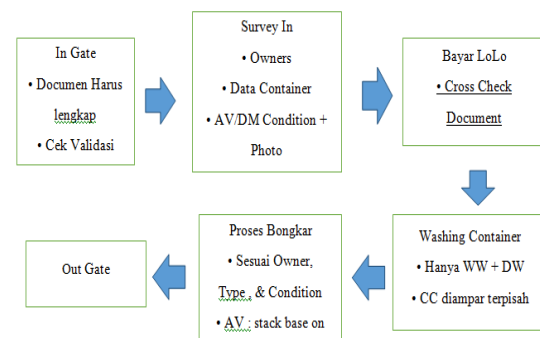 In Gate
• Documen Harus
lengkap
• Cek Validasi
Survey In
• Owners
• Data Container
• AV/DM Condition +
Photo
Bayar LoLo
• Cross Check
Document
Washing Container
• Hanya WW + DW
• CC diampar terpisah
Proses Bongkar
• Sesuai Owner,
Type , & Condition
• AV : stack base on
Out Gate